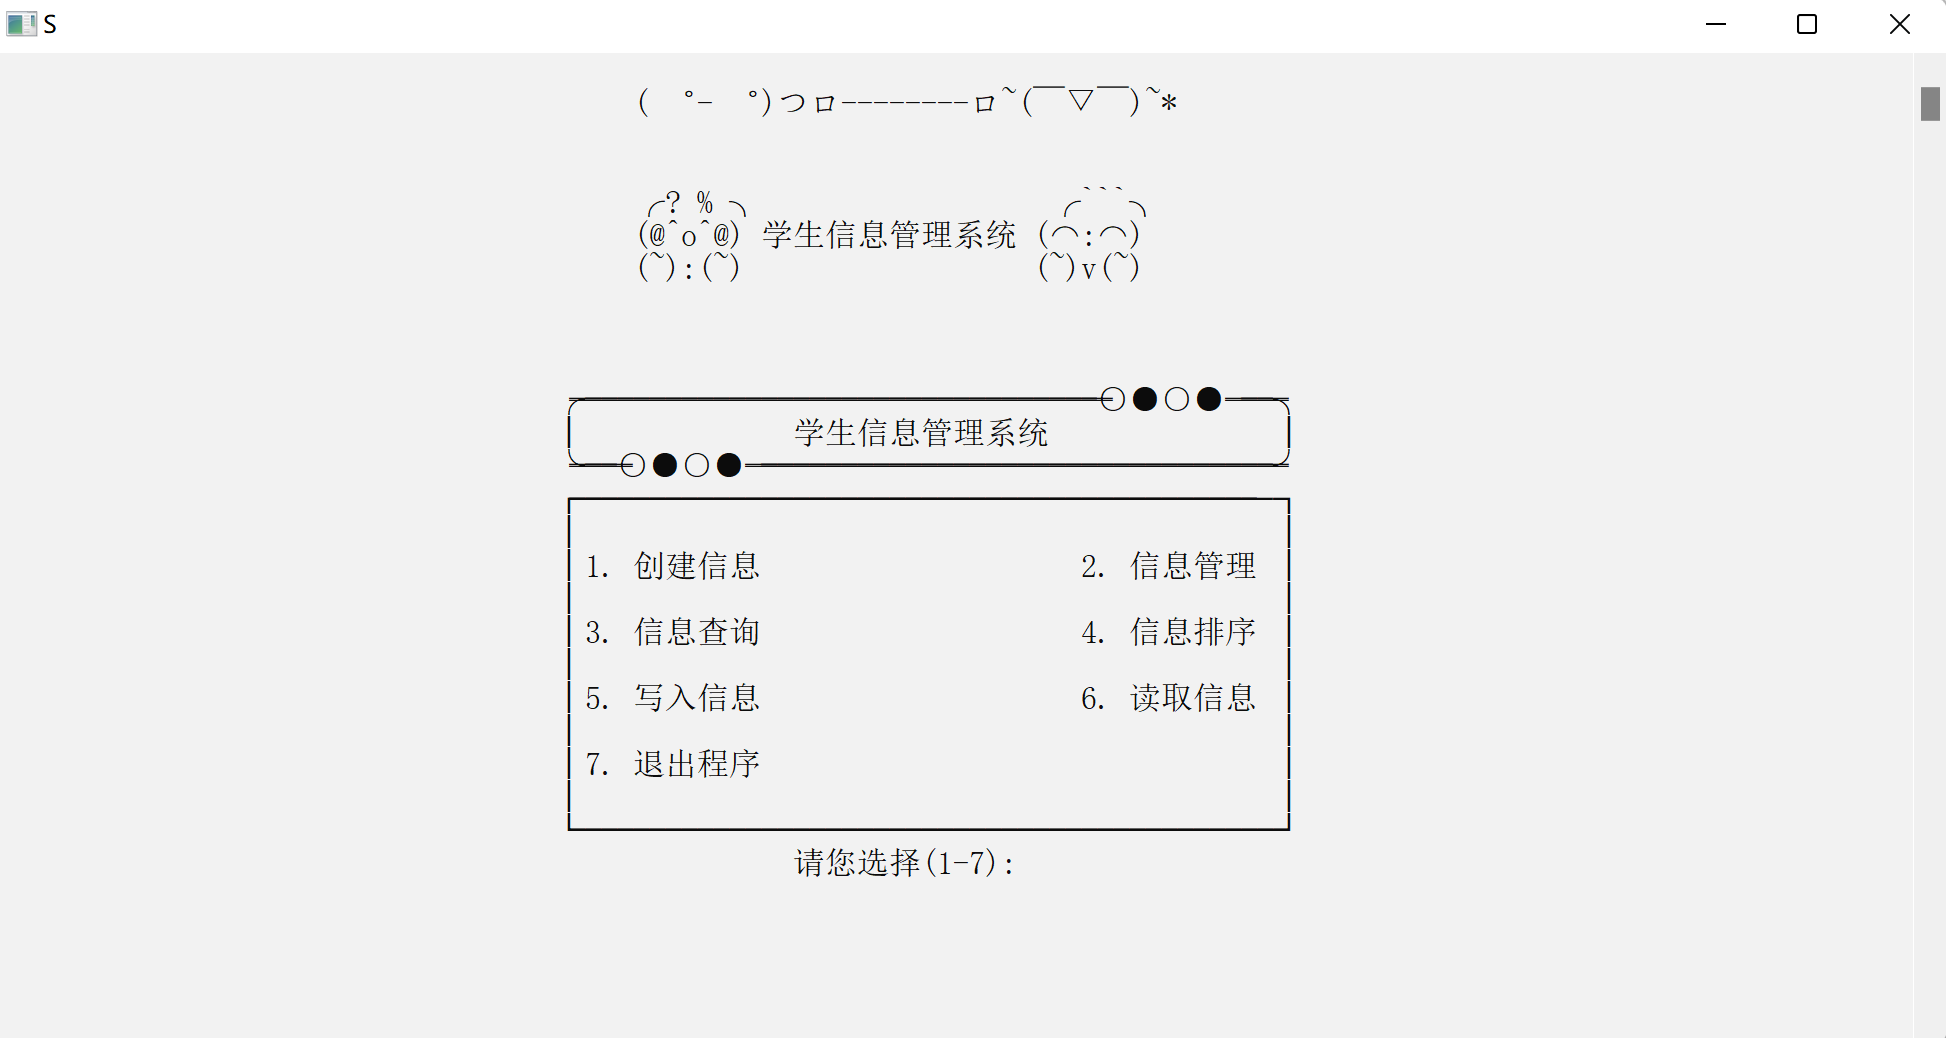 S
( °- °)つロ--------ロ~(￣▽￣)~*
╭? % ╮ ╭```╮
(@^o^@) 学生信息管理系统 (⌒:⌒)
(~):(~) (~)v(~)
○●○●
学生信息管理系统
○●○●
1. 创建信息 2. 信息管理
3. 信息查询 4. 信息排序
5. 写入信息 6. 读取信息
7. 退出程序
请您选择(1-7):